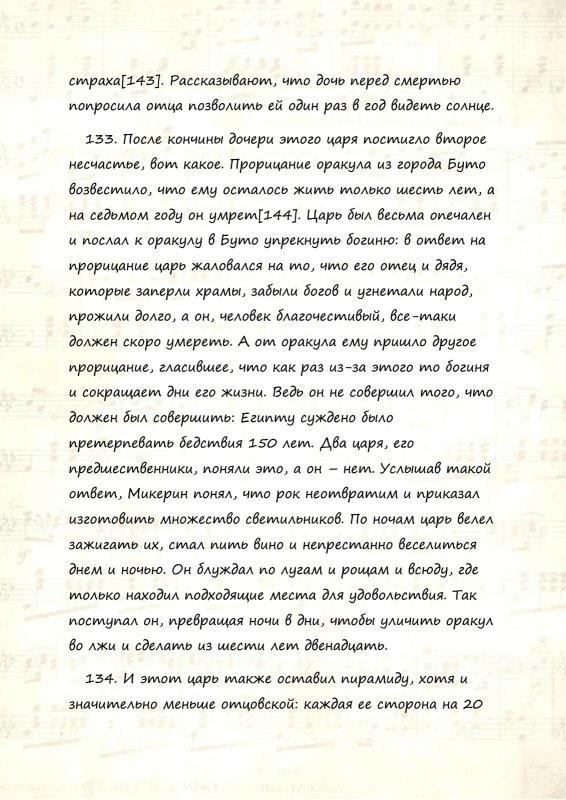 страха[143]. Рассказывают, что дочь перед смертью
попросила отца позволить ей один раз в год видеть солнце.
133. После кончины дочери этого царя постигло второе
несчастье, вот какое. Прорицание оракула из города Буто
возвестило, что ему осталось жить только шесть лет, а
на седьмом году он умрет[144]. Царь был весьма опечален
и послал к оракулу в Буто упрекнуть богиню: в ответ на
прорицание царь жаловался на то, что его отец и дядя,
которые заперли храмы, забыли богов и угнетали народ,
прожили долго, а он, человек благочестивый, все-таки
должен скоро умереть. А от оракула ему пришло другое
прорицание, гласившее, что как раз из-за этого то богиня
и сокращает дни его жизни. Ведь он не совершил того, что
должен был совершить: Египту суждено было
претерпевать бедствия 150 лет. Два царя, его
предшественники, поняли это, а он – нет. Услышав такой
ответ, Микерин понял, что рок неотвратим и приказал
изготовить множество светильников. По ночам царь велел
зажигать их, стал пить вино и непрестанно веселиться
днем и ночью. Он блуждал по лугам и рощам и всюду, где
только находил подходящие места для удовольствия. Так
поступал он, превращая ночи в дни, чтобы уличить оракул
во лжи и сделать из шести лет двенадцать.
134. И этот царь также оставил пирамиду, хотя и
значительно меньше отцовской: каждая ее сторона на 20